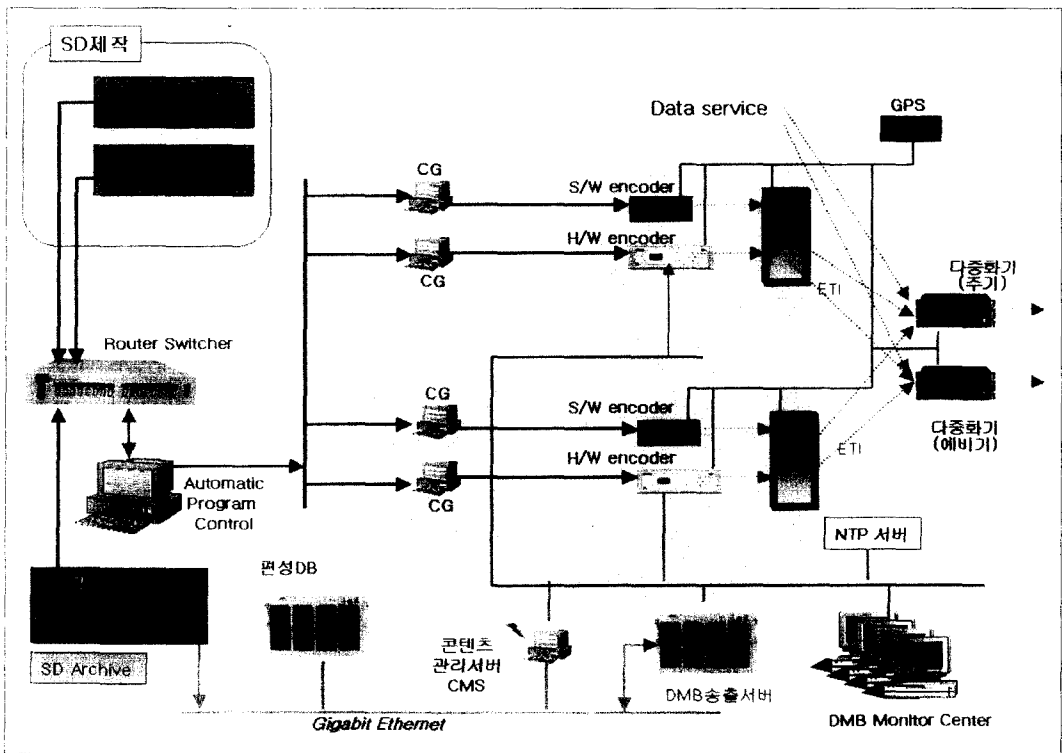 SD제작
Data service
GPS
CG
S/W encoder
H/W encoder
CG
ETI
다중화기
(주기)
Router Switcher
CG
S/W encoder
다중화기
(예비기)
H/W encoder
ETI
CG
Automatic
Program
Control
NTP 서버
편성DB
콘텐츠
관리서버
CMS
SD Archive
DMB송출서버
Gigabit Ethernet
DMB Monitor Center